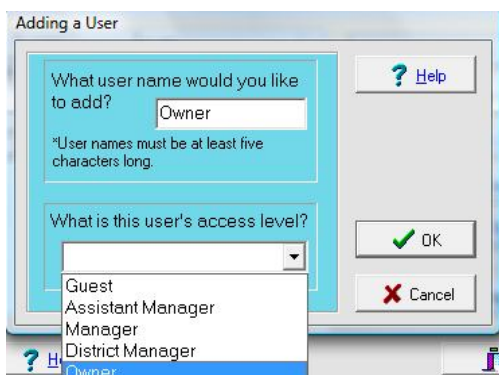 Adding a User
What user name would you like
to add?
Owner
*User names must be at least five
characters long.
What is this user's access level?
Guest
Assistant Manager
Manager
District Manager
Owner
Help
OK
Cancel